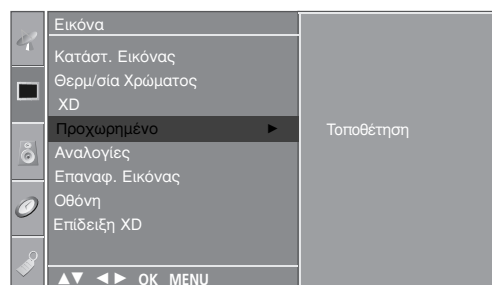 Εικόνα
Κατάστ. Εικόνας
Θερμ/σία Χρώματος
XD
Προχωρημένο ► Τοποθέτηση
Αναλογίες
Επαναφ. Εικόνας
Οθόνη
Επίδειξη XD
▲▼ ◄► OK MENU